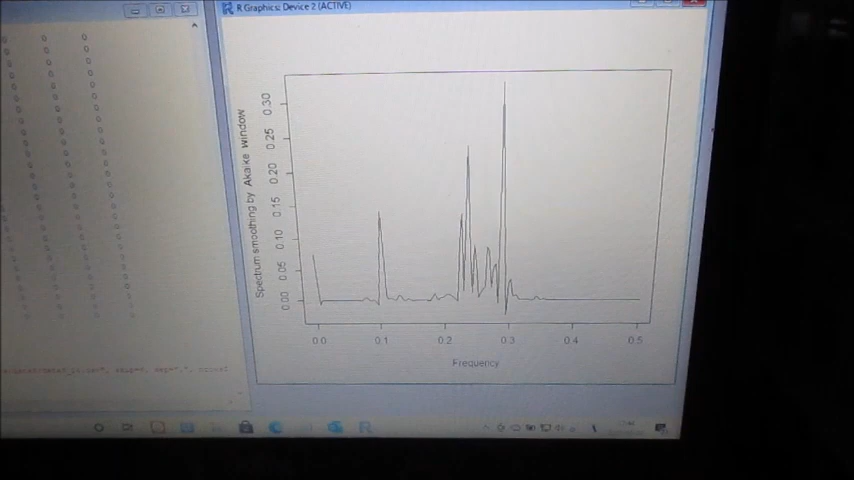 R Graphics: Device 2 (ACTIVE)
0.30
0.25
0.20
0.15
0.10
0.05
0.00
Spectrum smoothing by Akaike window
0.0 0.1 0.2 0.3 0.4 0.5
Frequency